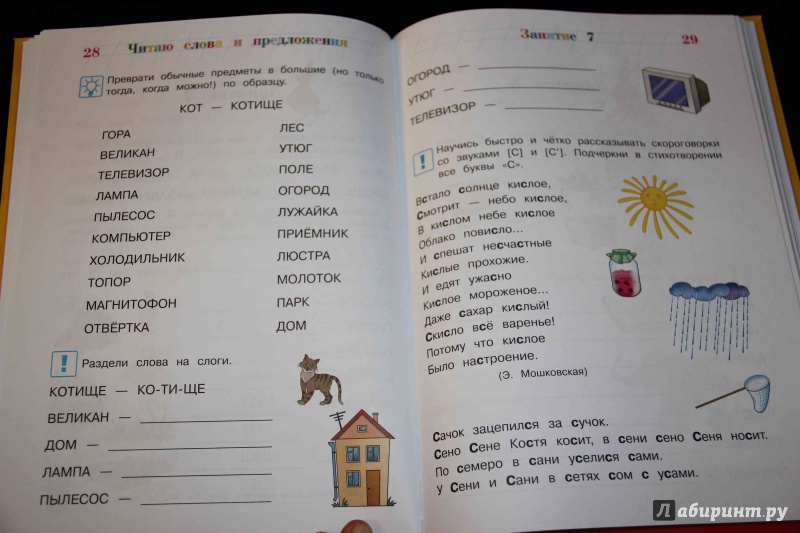 28 Читаю слова и предложения
Преврати обычные предметы в большие (но только
тогда, когда можно!) по образцу.
КОТ — КОТИЩЕ
ГОРА
ВЕЛИКАН
ТЕЛЕВИЗОР
ЛАМПА
ПЫЛЕСОС
КОМПЬЮТЕР
ХОЛОДИЛЬНИК
ТОПОР
МАГНИТОФОН
ОТВЁРТКА
ЛЕС
УТЮГ
ПОЛЕ
ОГОРОД
ЛУЖАЙКА
ПРИЁМНИК
ЛЮСТРА
МОЛОТОК
ПАРК
ДОМ
! Раздели слова на слоги.
КОТИЩЕ — КО-ТИ-ЩЕ
ВЕЛИКАН —
ДОМ —
ЛАМПА —
ПЫЛЕСОС —
Занятие 7 29
ОГОРОД —
УТЮГ —
ТЕЛЕВИЗОР —
! Научись быстро и чётко рассказывать скороговорки
со звуками [С] и [С']. Подчеркни в стихотворении
все буквы «С».
Встало солнце кислое,
Смотрит — небо кислое,
В кислом небе кислое
Облако повисло...
И спешат несчастные
Кислые прохожие.
И едят ужасно
Кислое мороженое...
Даже сахар кислый!
Скисло всё варенье!
Потому что кислое
Было настроение.
(Э. Мошковская)
Сачок зацепился за сучок.
Сено Сене Костя косит, в сени сено Сеня носит.
По семеро в сани уселися сами.
У Сени и Сани в сетях сом с усами.
Лабиринт.ру